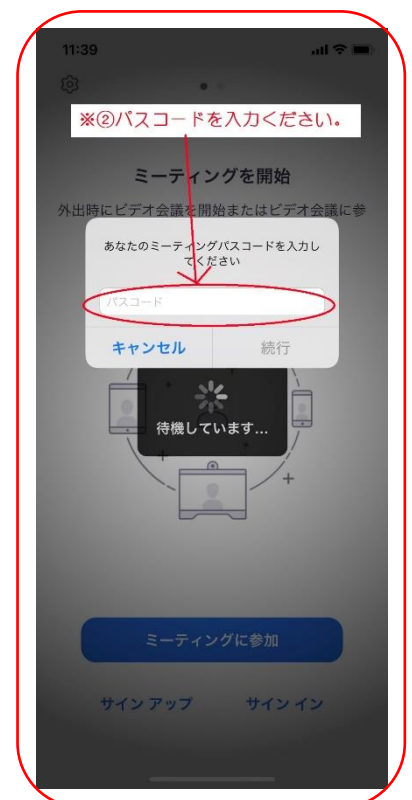 11:39
※②パスコードを入力ください。
ミーティングを開始
外出時にビデオ会議を開始またはビデオ会議に参
あなたのミーティングパスコードを入力し
てください
パスコード
キャンセル 続行
待機しています...
ミーティングに参加
サイン アップ サイン イン